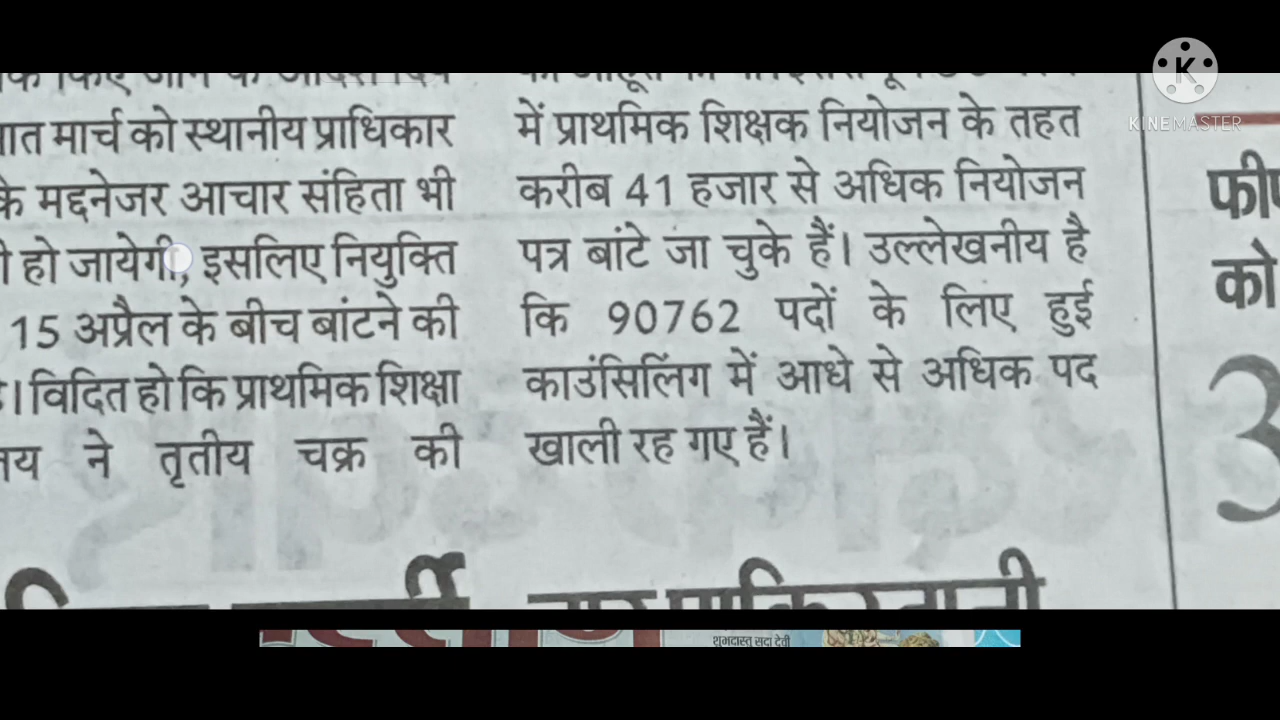 मार्च को स्थानीय प्राधिकार
के मद्देनजर आचार संहिता भी
हो जायेगी, इसलिए नियुक्ति
15 अप्रैल के बीच बांटने की
। विदित हो कि प्राथमिक शिक्षा
ने तृतीय चक्र की
में प्राथमिक शिक्षक नियोजन के तहत
करीब 41 हजार से अधिक नियोजन
पत्र बांटे जा चुके हैं। उल्लेखनीय है
कि 90762 पदों के लिए हुई
काउंसिलिंग में आधे से अधिक पद
खाली रह गए हैं।
को
K
KINEMASTER